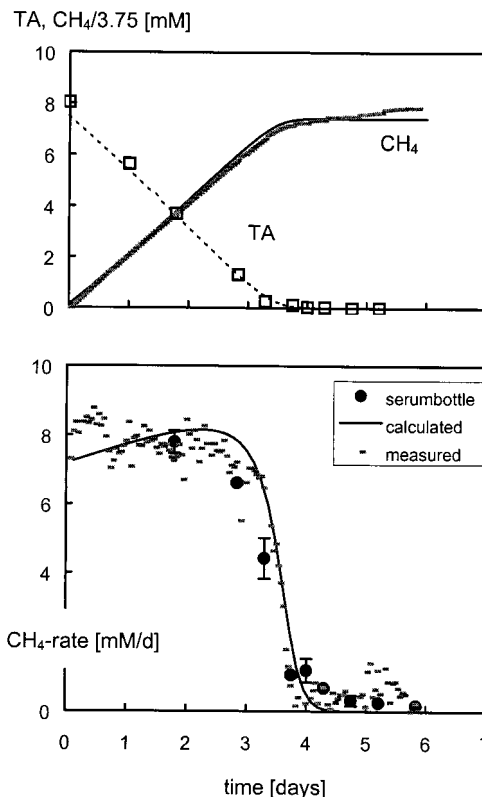 TA, CH₄/3.75 [mM]
10
8
6
4
2
0
CH₄
TA
10
8
6
4
0
serumbottle
calculated
measured
CH₄-rate [mM/d]
0 1 2 3 4 5 6 7
time [days]